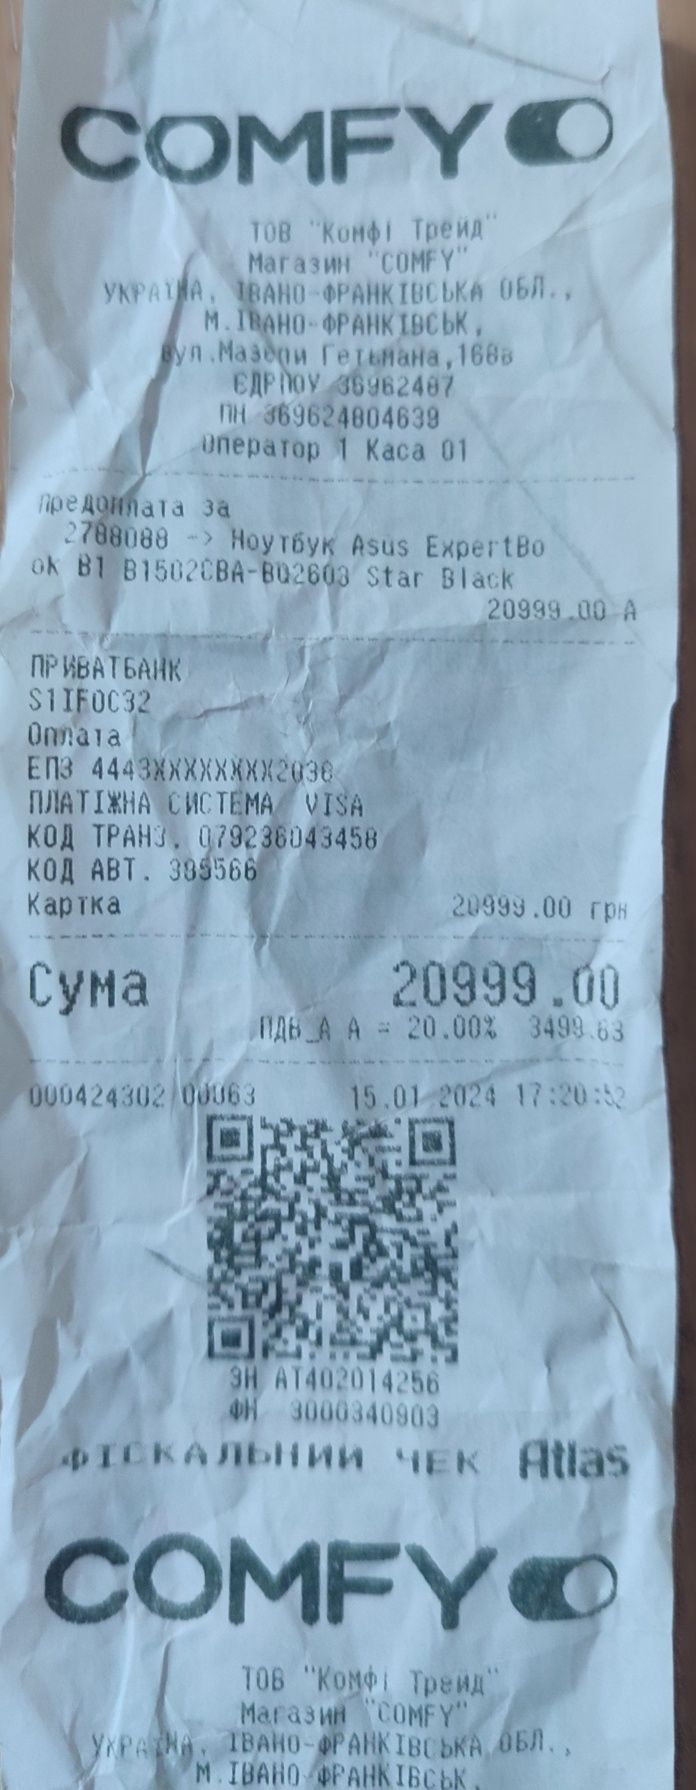 COMFY
ТОВ "Комфі Трейд"
Магазин "COMFY"
УКРАЇНА, ІВАНО-ФРАНКІВСЬКА ОБЛ.,
М.ІВАНО-ФРАНКІВСЬК,
вул.Мазепи Гетьмана,168в
ЄДРПОУ 36962487
ПН 369624804639
Оператор 1 Каса 01
Предоплата за
2788088 -> Ноутбук Asus ExpertBo
ok B1 B1502CBA-BQ2603 Star Black
20999.00 А
ПРИВАТБАНК
S1IF0C32
Оплата
ЕПЗ 4443XXXXXXXX2038
ПЛАТІЖНА СИСТЕМА VISA
КОД ТРАНЗ. 079236043458
КОД АВТ. 395566
Картка 20999.00 грн
Сума 20999.00
ПДВ_А А = 20.00% 3499.83
000424302 00063 15.01.2024 17:20:52
ЗН АТ402014256
ФН 3000340903
ФІСКАЛЬНИЙ ЧЕК Atlas
COMFY
ТОВ "Комфі Трейд"
Магазин "COMFY"
УКРАЇНА, ІВАНО-ФРАНКІВСЬКА ОБЛ.,
М.ІВАНО-ФРАНКІВСЬК,